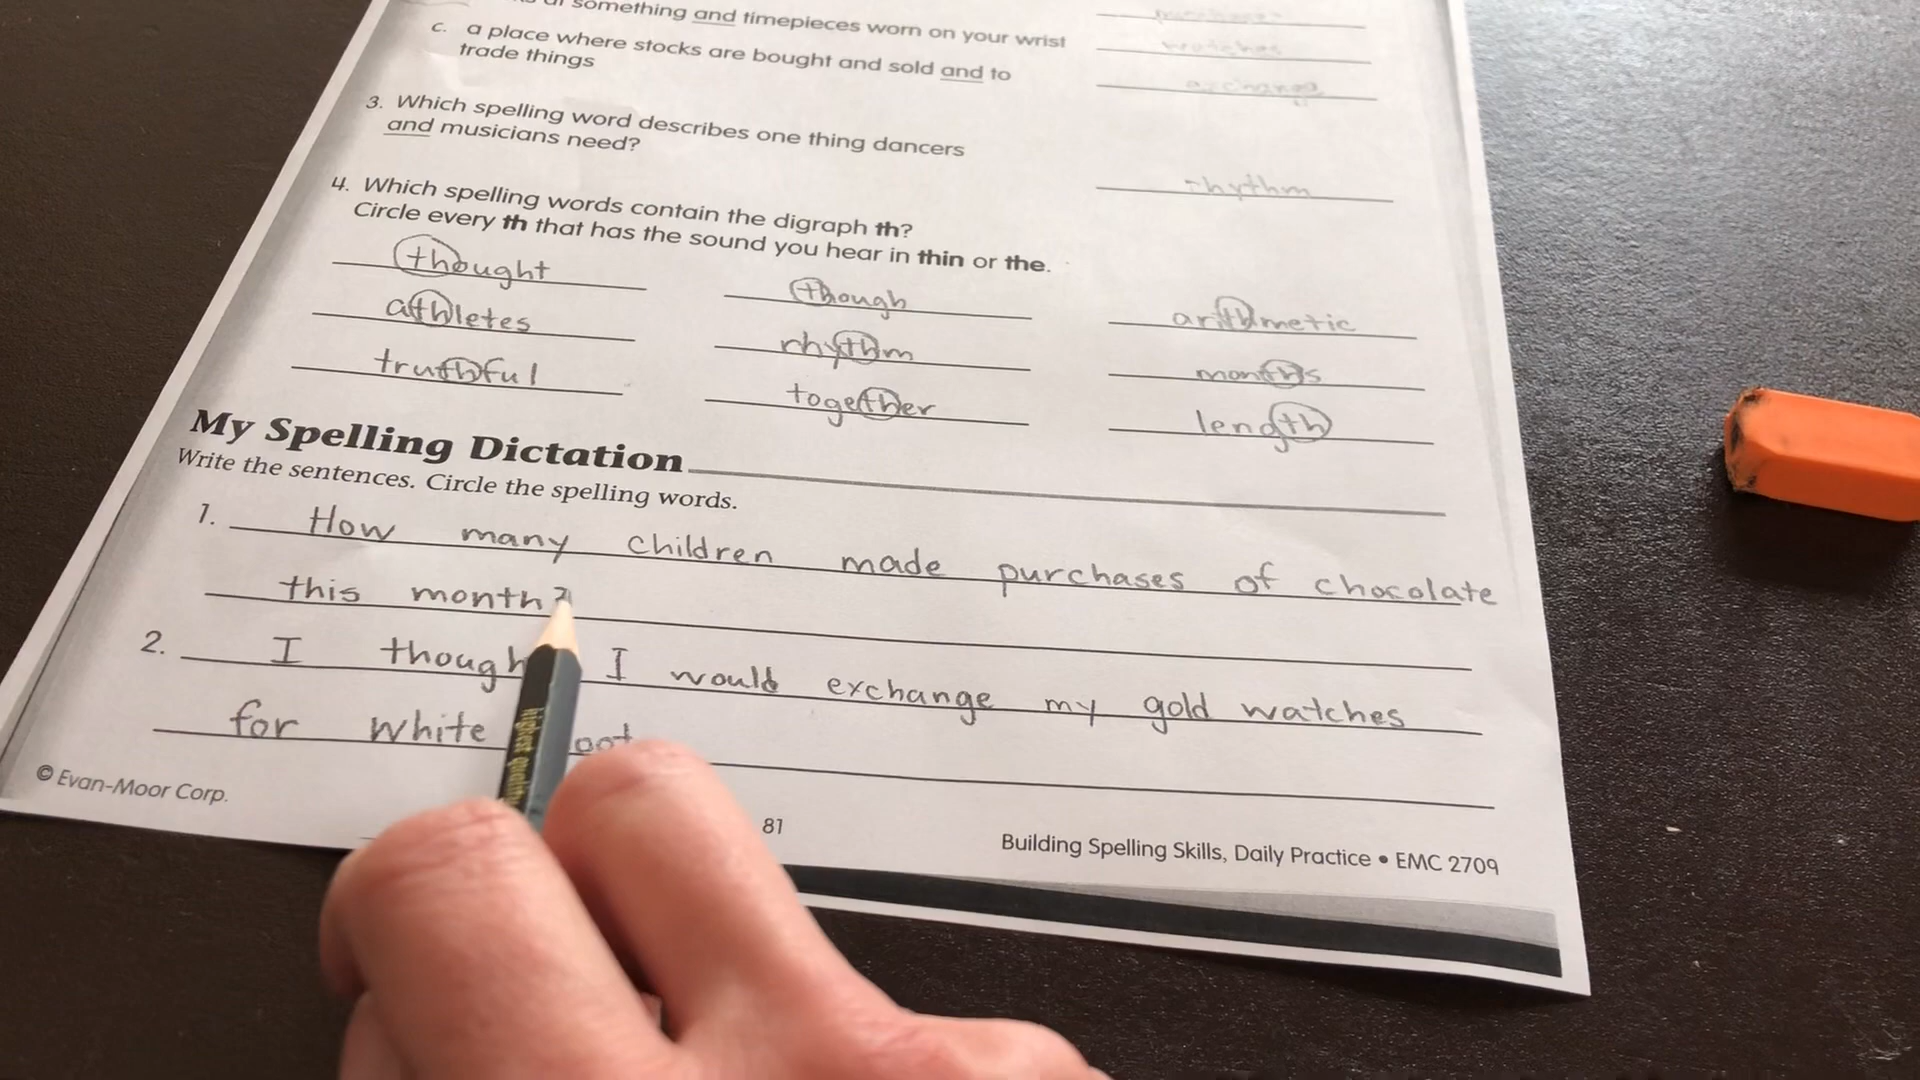 something and timepieces worn on your wrist
watches
c. a place where stocks are bought and sold and to
trade things
exchange
3. Which spelling word describes one thing dancers
and musicians need?
rhythm
4. Which spelling words contain the digraph th?
Circle every th that has the sound you hear in thin or the.
thought though arithmetic
athletes rhythm months
truthful together length
My Spelling Dictation
Write the sentences. Circle the spelling words.
1. How many children made purchases of chocolate
this month?
2. I though I would exchange my gold watches
for white
© Evan-Moor Corp.
81
Building Spelling Skills, Daily Practice • EMC 2709